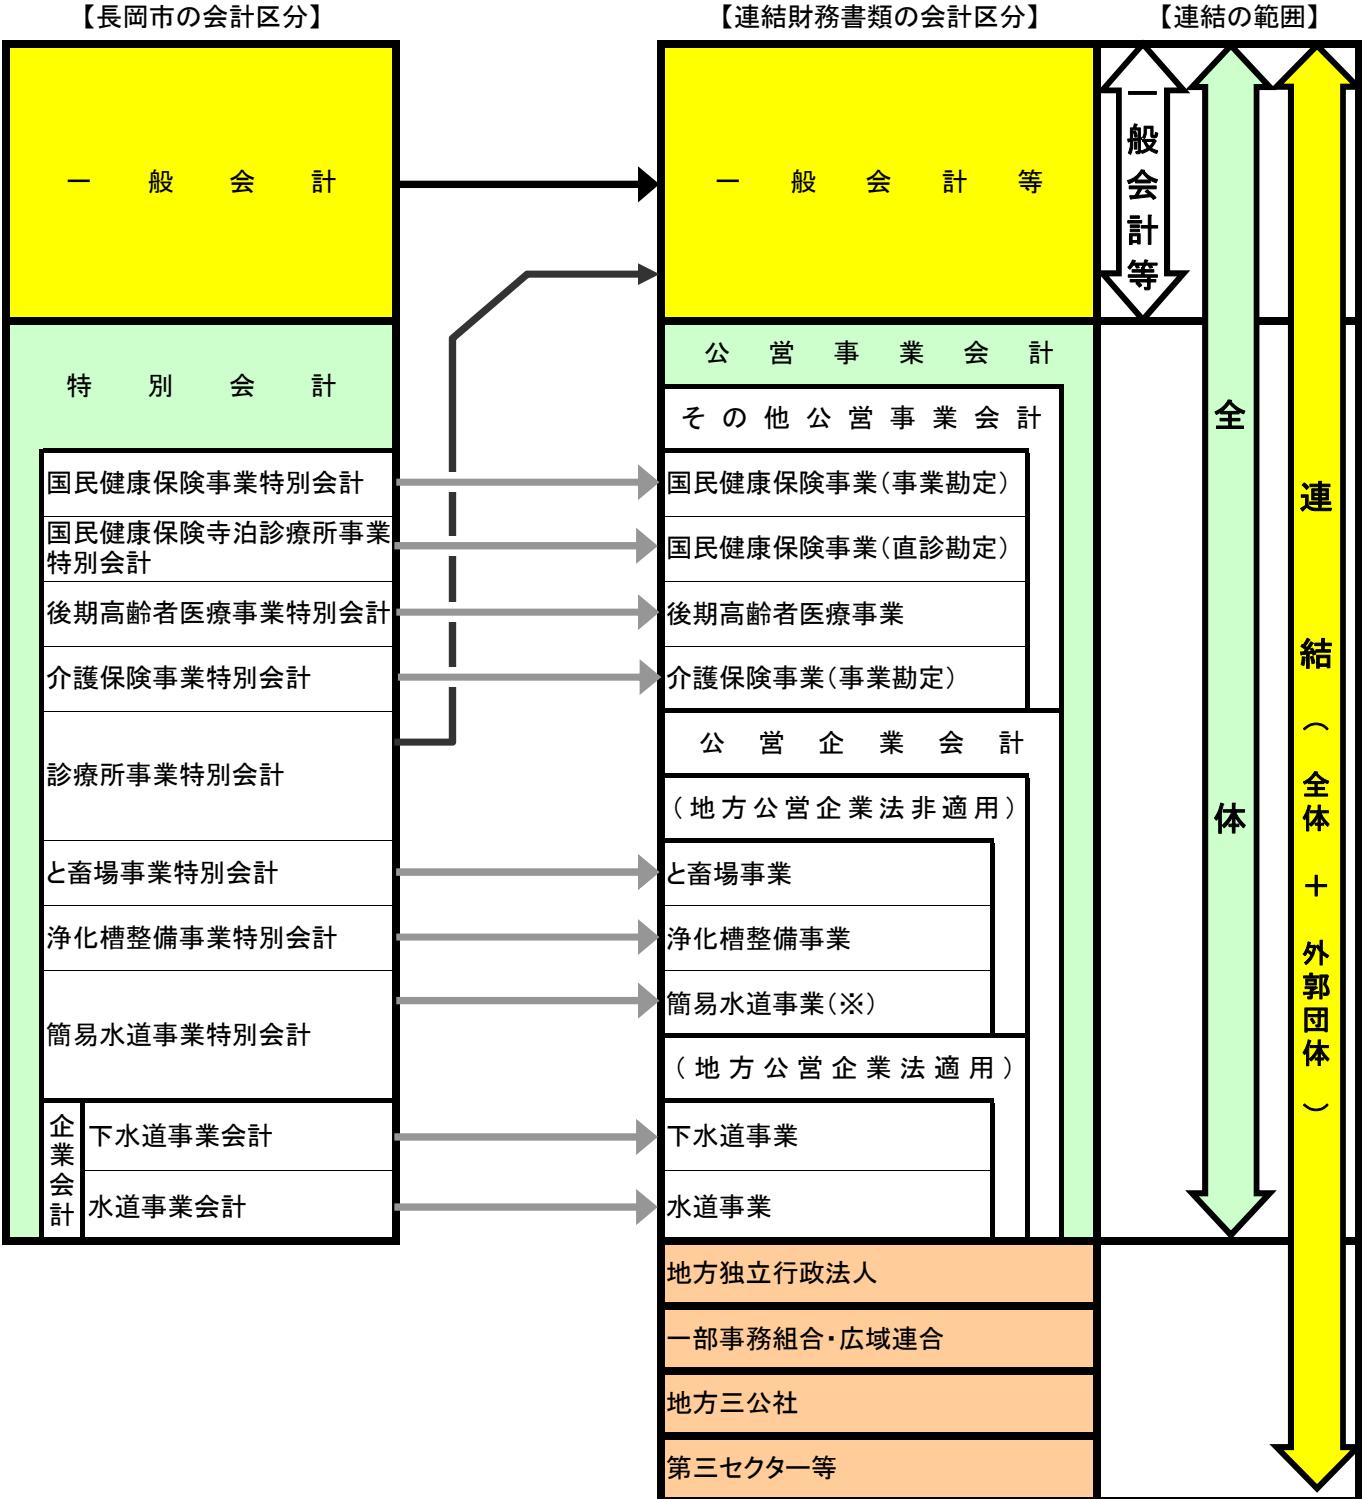 【長岡市の会計区分】
【連結財務書類の会計区分】
【連結の範囲】
一般会計
特別会計
国民健康保険事業特別会計
国民健康保険寺泊診療所事業
特別会計
後期高齢者医療事業特別会計
介護保険事業特別会計
診療所事業特別会計
と畜場事業特別会計
浄化槽整備事業特別会計
簡易水道事業特別会計
企業会計
下水道事業会計
水道事業会計
一般会計等
公営事業会計
その他公営事業会計
国民健康保険事業（事業勘定）
国民健康保険事業（直診勘定）
後期高齢者医療事業
介護保険事業（事業勘定）
公営企業会計
（地方公営企業法非適用）
と畜場事業
浄化槽整備事業
簡易水道事業（※）
（地方公営企業法適用）
下水道事業
水道事業
地方独立行政法人
一部事務組合・広域連合
地方三公社
第三セクター等
一般会計等
全体
連結（全体＋外郭団体）